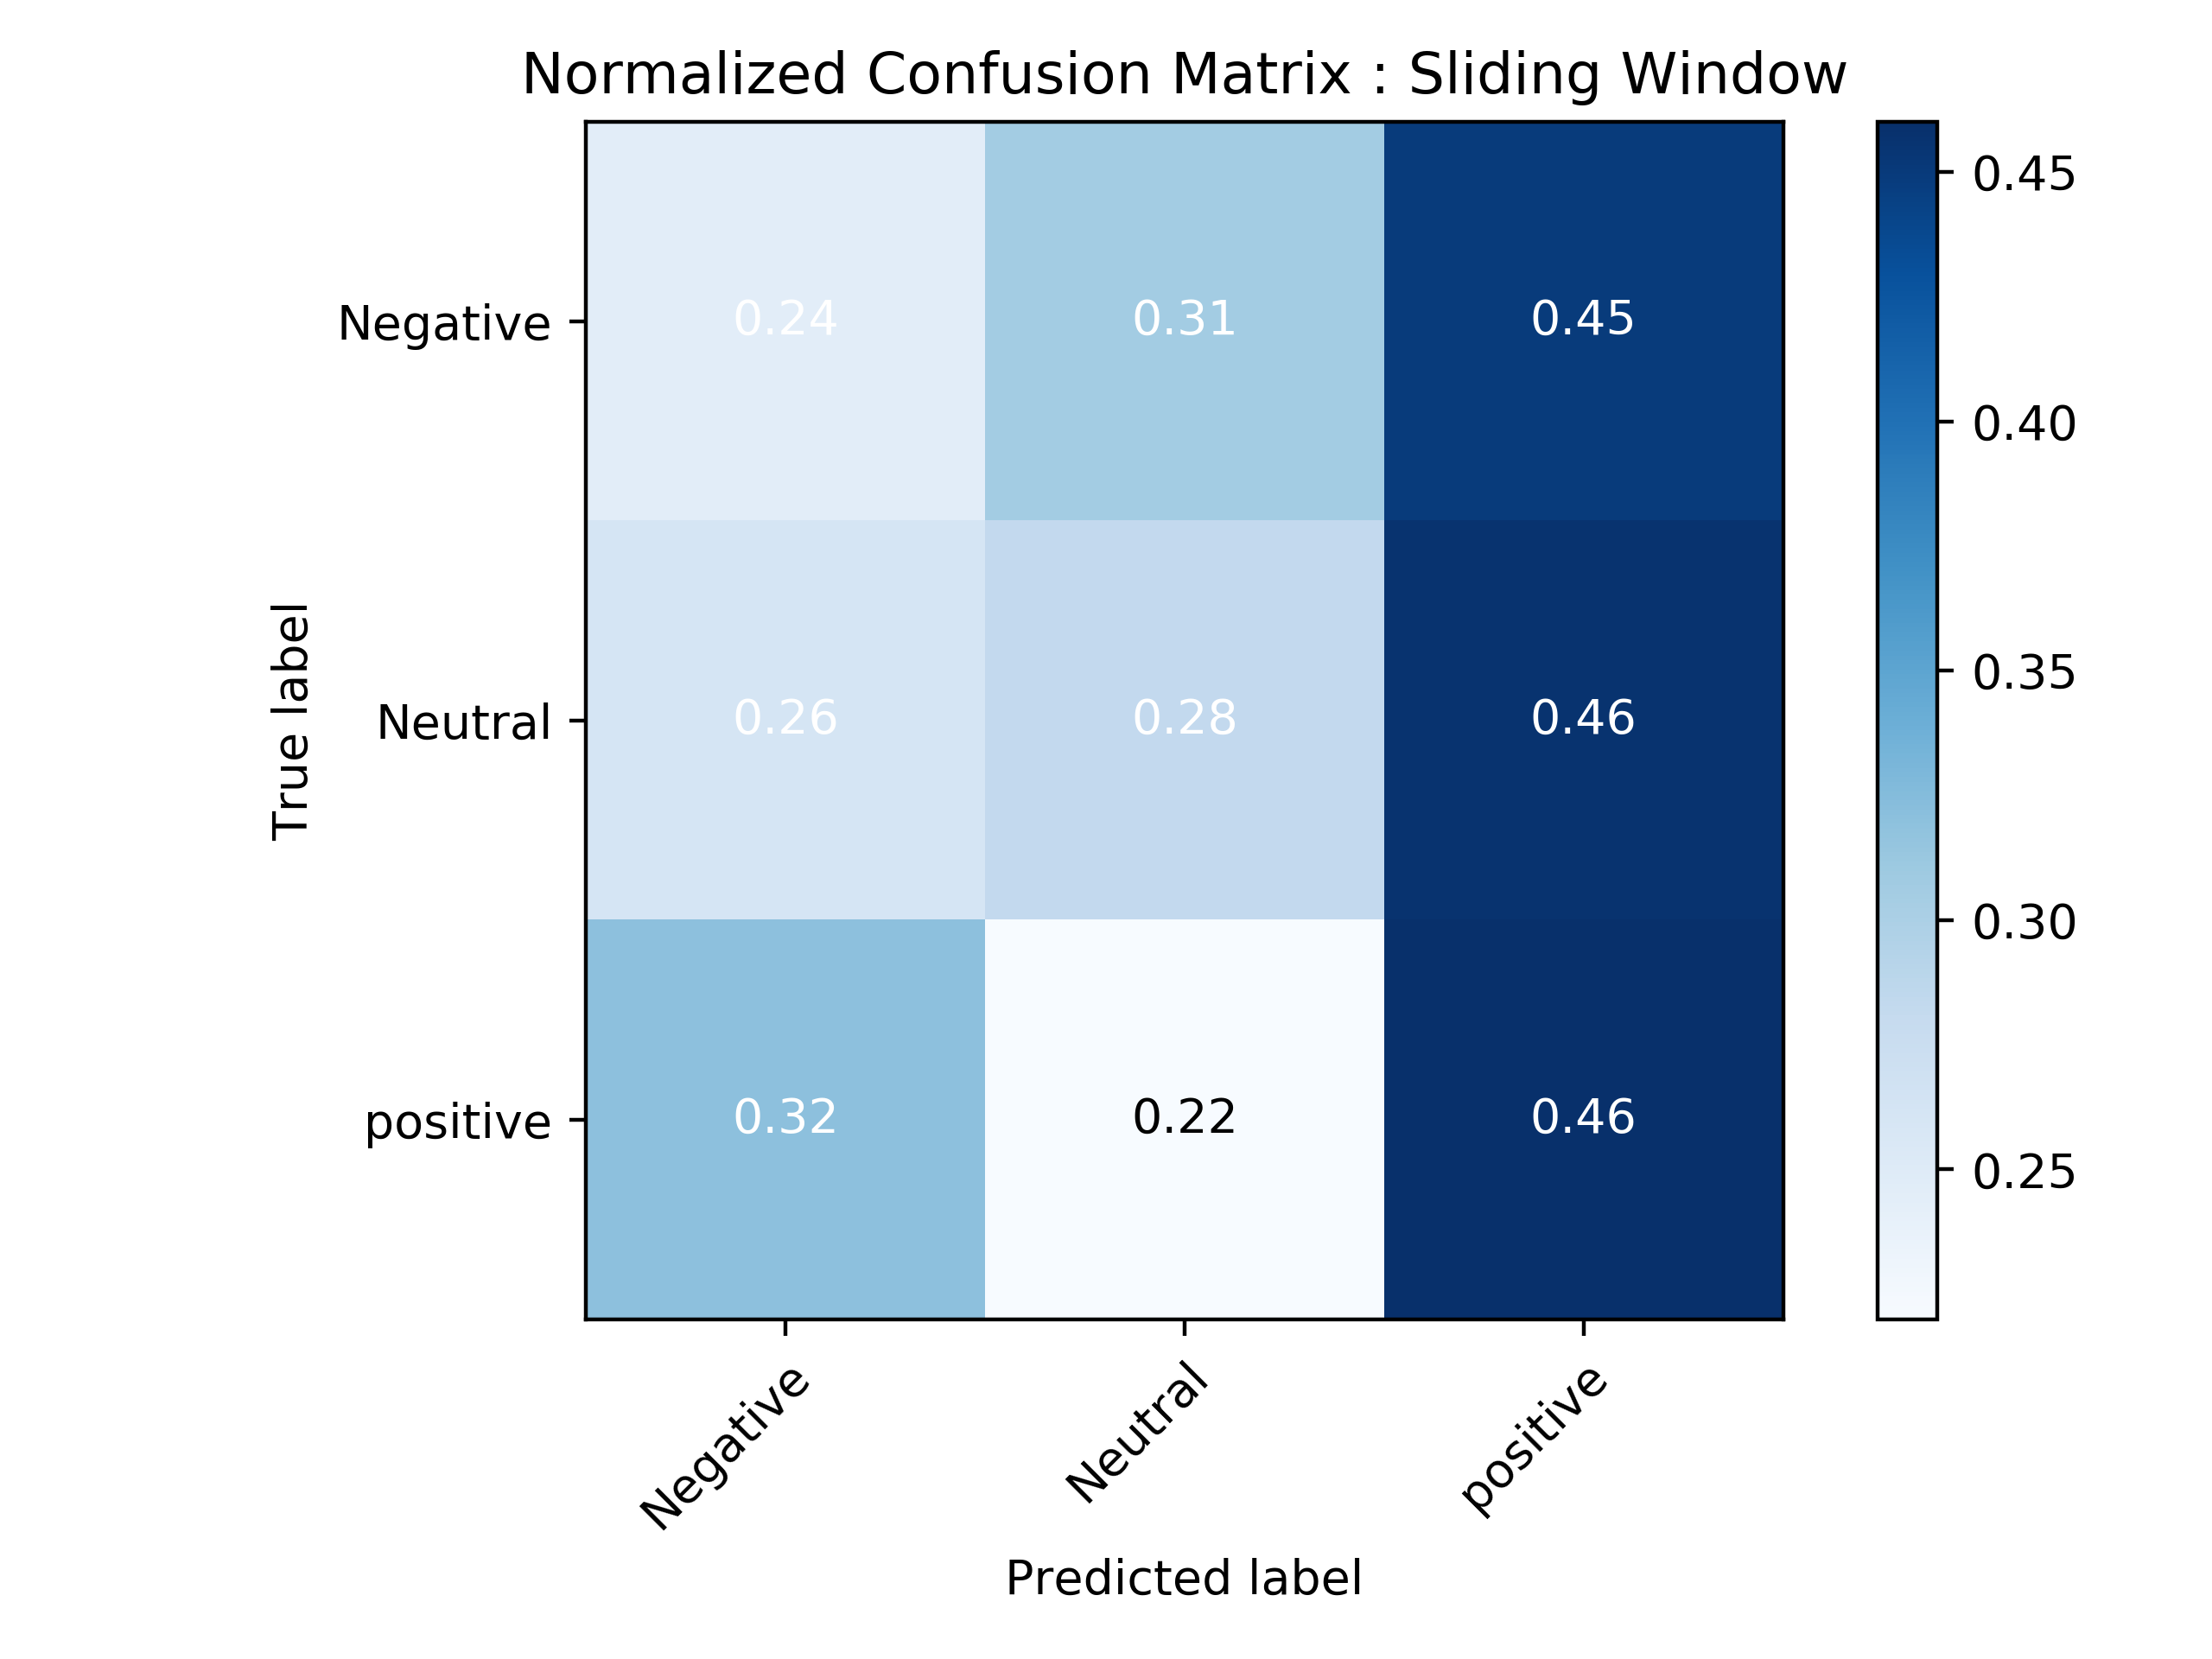 Normalized Confusion Matrix : Sliding Window
True label
Negative
0.24 0.31 0.45
Neutral
0.26 0.28 0.46
positive
0.32 0.22 0.46
Negative
Neutral
positive
Predicted label
0.45
0.40
0.35
0.30
0.25